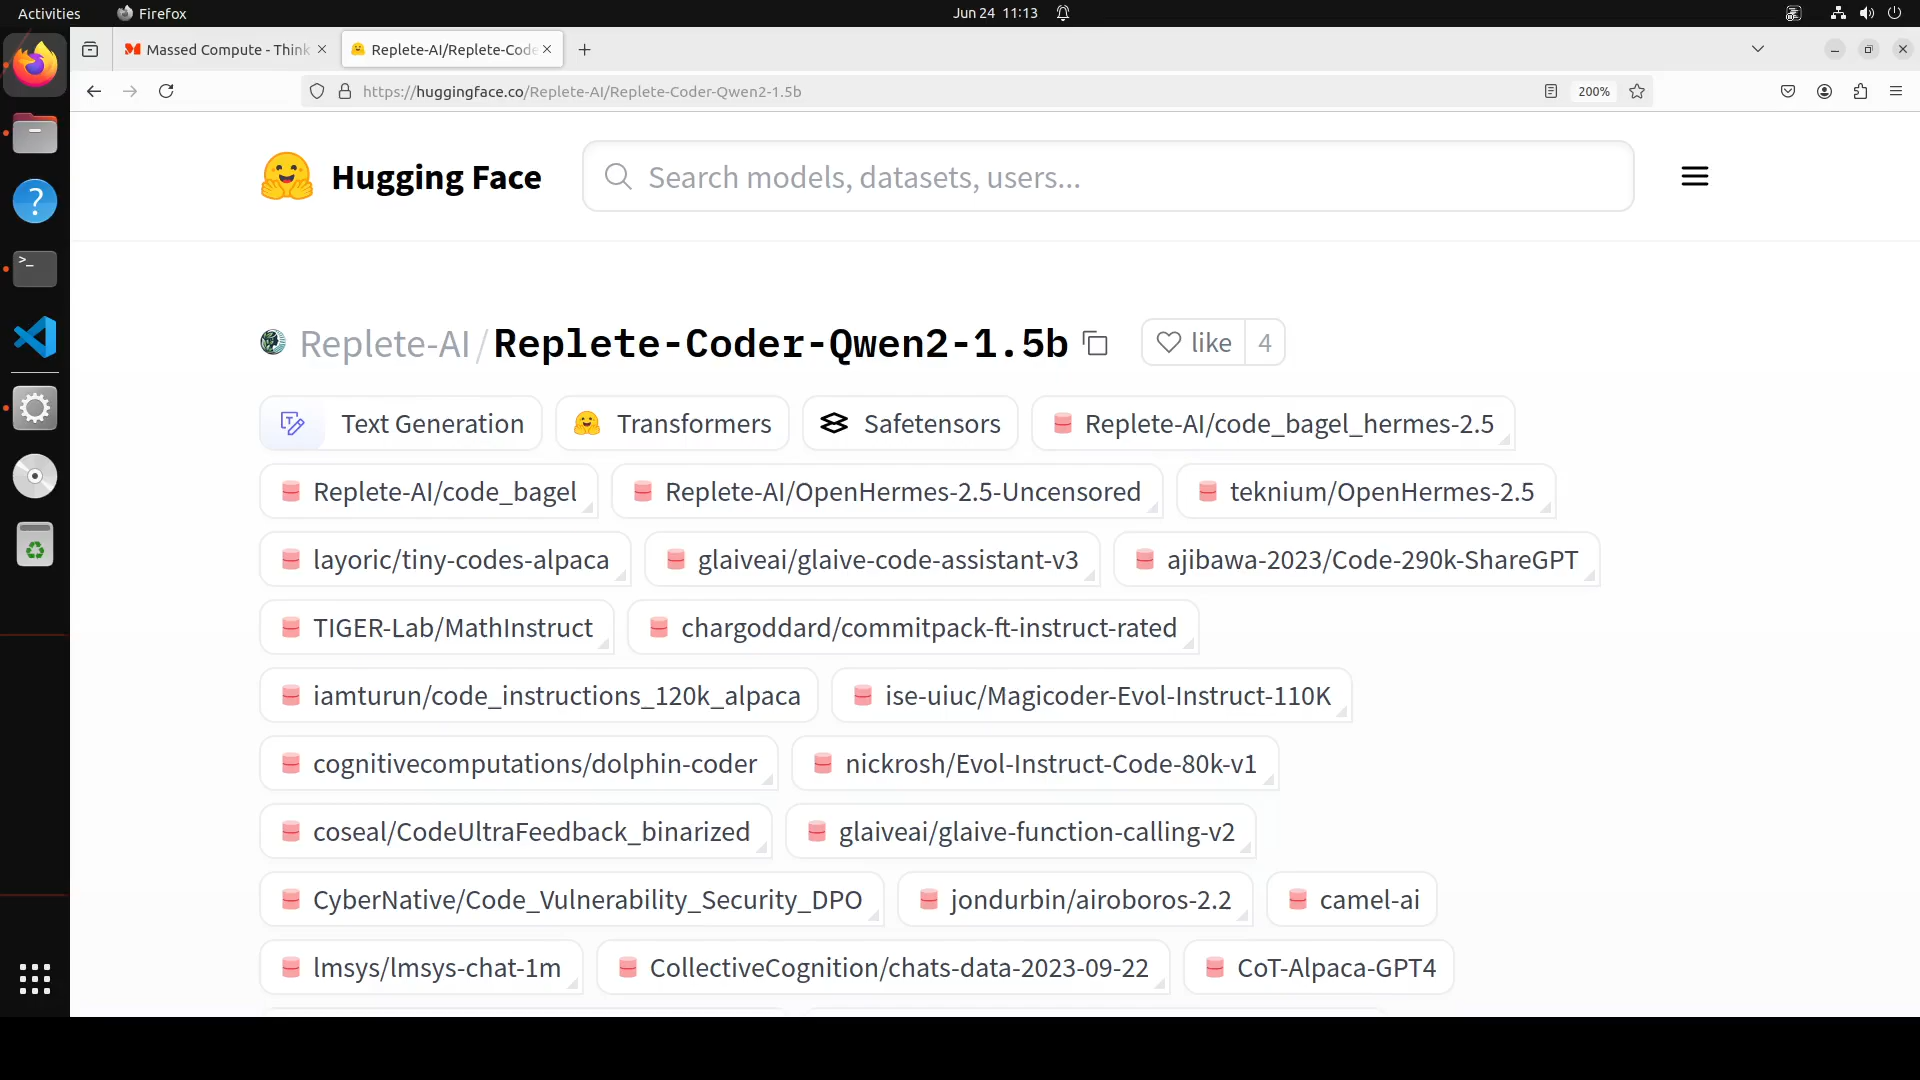 Activities Firefox Jun 24 11:13
Massed Compute - Think Replete-AI/Replete-Code
https://huggingface.co/Replete-AI/Replete-Coder-Qwen2-1.5b 200%
Hugging Face Search models, datasets, users...
Replete-AI/Replete-Coder-Qwen2-1.5b like 4
Text Generation Transformers Safetensors Replete-AI/code_bagel_hermes-2.5
Replete-AI/code_bagel Replete-AI/OpenHermes-2.5-Uncensored teknium/OpenHermes-2.5
layoric/tiny-codes-alpaca glaiveai/glaive-code-assistant-v3 ajibawa-2023/Code-290k-ShareGPT
TIGER-Lab/MathInstruct chargoddard/commitpack-ft-instruct-rated
iamturun/code_instructions_120k_alpaca ise-uiuc/Magicoder-Evol-Instruct-110K
cognitivecomputations/dolphin-coder nickrosh/Evol-Instruct-Code-80k-v1
coseal/CodeUltraFeedback_binarized glaiveai/glaive-function-calling-v2
CyberNative/Code_Vulnerability_Security_DPO jondurbin/airoboros-2.2 camel-ai
lmsys/lmsys-chat-1m CollectiveCognition/chats-data-2023-09-22 CoT-Alpaca-GPT4